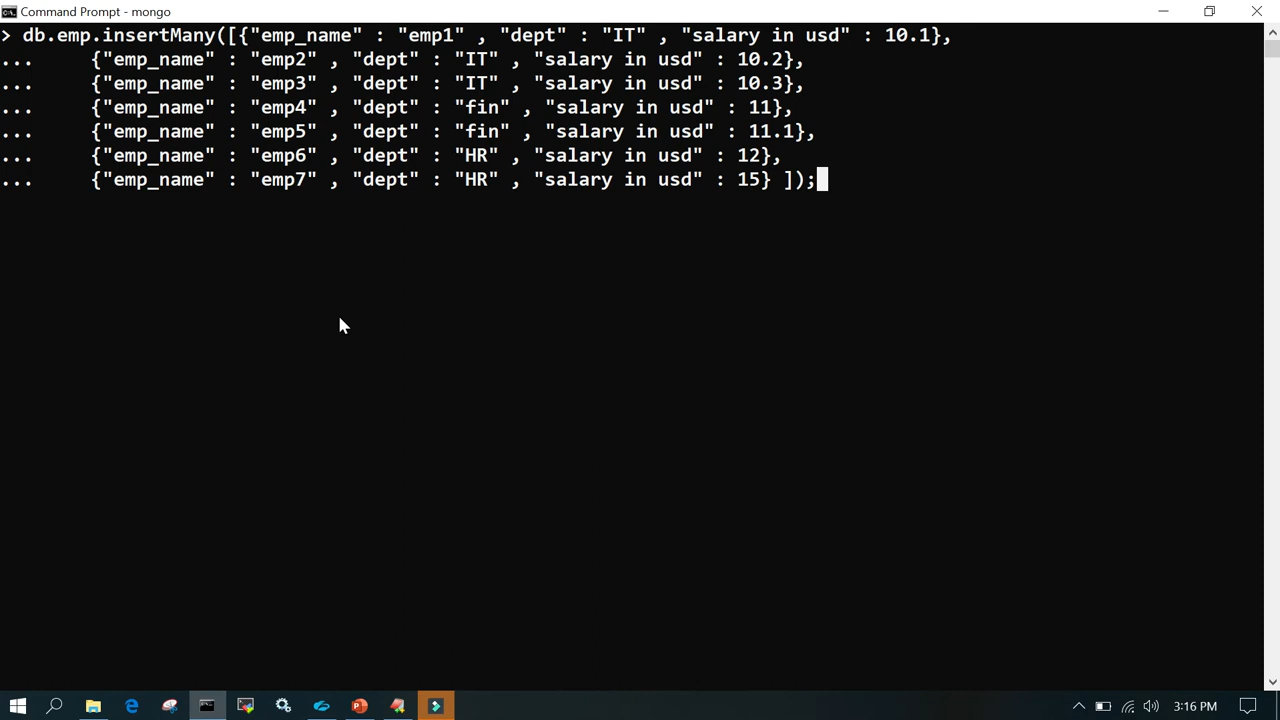 Command Prompt - mongo
> db.emp.insertMany([{"emp_name" : "emp1" , "dept" : "IT" , "salary in usd" : 10.1},
...     {"emp_name" : "emp2" , "dept" : "IT" , "salary in usd" : 10.2},
...     {"emp_name" : "emp3" , "dept" : "IT" , "salary in usd" : 10.3},
...     {"emp_name" : "emp4" , "dept" : "fin" , "salary in usd" : 11},
...     {"emp_name" : "emp5" , "dept" : "fin" , "salary in usd" : 11.1},
...     {"emp_name" : "emp6" , "dept" : "HR" , "salary in usd" : 12},
...     {"emp_name" : "emp7" , "dept" : "HR" , "salary in usd" : 15} ]);
3:16 PM